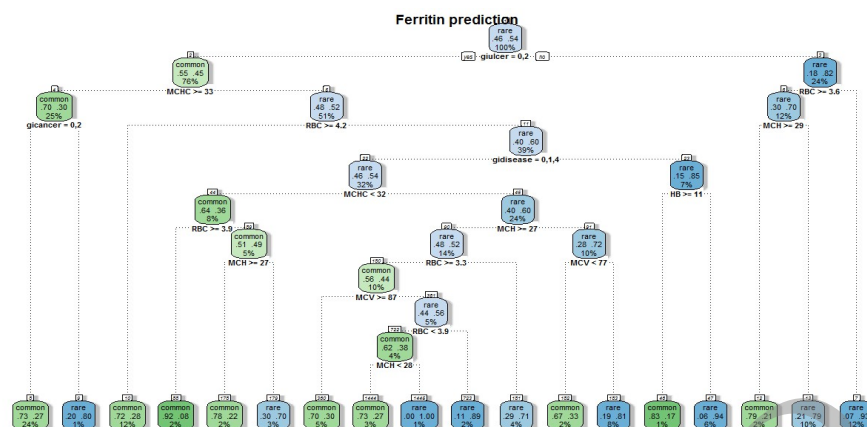 Ferritin prediction
rare
.46 .54
100%
yes giulcer = 0,2 no
common
.55 .45
76%
MCHC >= 33
rare
.18 .82
24%
RBC >= 3.6
common
.70 .30
25%
gicancer = 0,2
rare
.48 .52
51%
RBC >= 4.2
rare
.30 .70
12%
MCH >= 29
11
rare
.40 .60
39%
gidisease = 0,1,4
rare
.46 .54
32%
MCHC < 32
rare
.15 .85
7%
HB >= 11
common
.64 .36
8%
RBC >= 3.9
rare
.40 .60
24%
MCH >= 27
common
.51 .49
5%
MCH >= 27
rare
.48 .52
14%
RBC >= 3.3
rare
.28 .72
10%
MCV < 77
common
.56 .44
10%
MCV >= 87
rare
.44 .56
5%
RBC < 3.9
common
.62 .38
4%
MCH < 28
common
.73 .27
24%
rare
.20 .80
1%
common
.72 .28
12%
common
.92 .08
2%
common
.78 .22
2%
rare
.30 .70
3%
common
.70 .30
5%
common
.73 .27
3%
rare
.00 1.00
1%
rare
.11 .89
2%
rare
.29 .71
4%
common
.67 .33
2%
rare
.19 .81
8%
common
.83 .17
1%
rare
.06 .94
6%
common
.79 .21
2%
rare
.21 .79
10%
rare